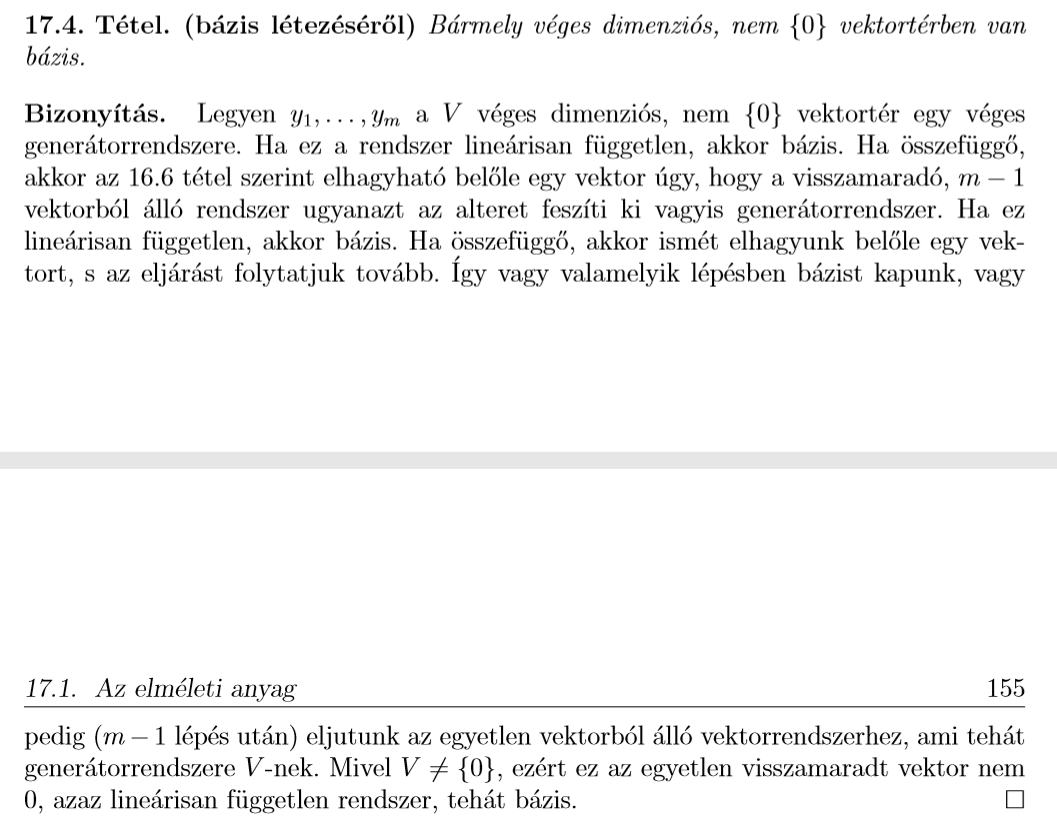 17.4. Tétel. (bázis létezéséről) Bármely véges dimenziós, nem {0} vektortérben van
bázis.
Bizonyítás. Legyen y₁, . . . , yₘ a V véges dimenziós, nem {0} vektortér egy véges
generátorrendszere. Ha ez a rendszer lineárisan független, akkor bázis. Ha összefüggő,
akkor az 16.6 tétel szerint elhagyható belőle egy vektor úgy, hogy a visszamaradó, m − 1
vektorból álló rendszer ugyanazt az alteret feszíti ki vagyis generátorrendszer. Ha ez
lineárisan független, akkor bázis. Ha összefüggő, akkor ismét elhagyunk belőle egy vek-
tort, s az eljárást folytatjuk tovább. Így vagy valamelyik lépésben bázist kapunk, vagy
17.1. Az elméleti anyag 155
pedig (m − 1 lépés után) eljutunk az egyetlen vektorból álló vektorrendszerhez, ami tehát
generátorrendszere V-nek. Mivel V ≠ {0}, ezért ez az egyetlen visszamaradt vektor nem
0, azaz lineárisan független rendszer, tehát bázis. □